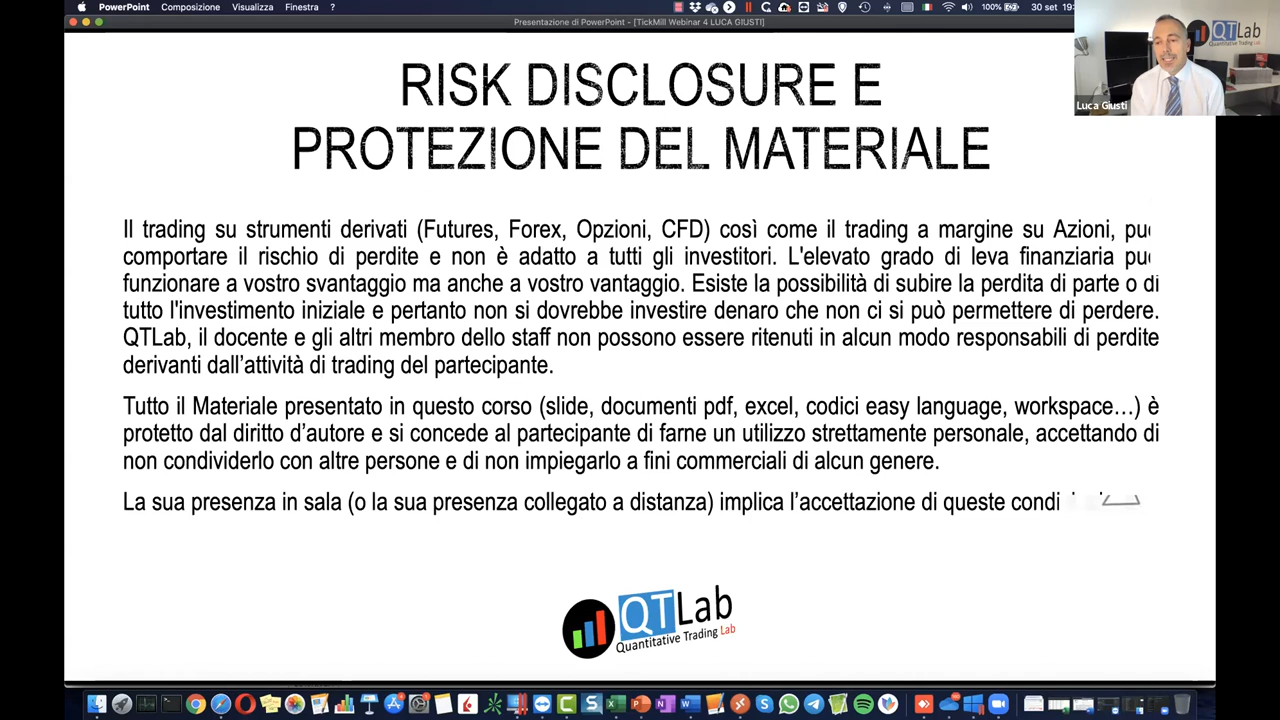 PowerPoint Composizione Visualizza Finestra ? 100% 30 set
Presentazione di PowerPoint - [TickMill Webinar 4 LUCA GIUSTI]
QTLab
Quantitative Trading Lab
Luca Giusti
RISK DISCLOSURE E
PROTEZIONE DEL MATERIALE
Il trading su strumenti derivati (Futures, Forex, Opzioni, CFD) così come il trading a margine su Azioni,
comportare il rischio di perdite e non è adatto a tutti gli investitori. L'elevato grado di leva finanziaria
funzionare a vostro svantaggio ma anche a vostro vantaggio. Esiste la possibilità di subire la perdita di parte o di
tutto l'investimento iniziale e pertanto non si dovrebbe investire denaro che non ci si può permettere di perdere.
QTLab, il docente e gli altri membro dello staff non possono essere ritenuti in alcun modo responsabili di perdite
derivanti dall'attività di trading del partecipante.
Tutto il Materiale presentato in questo corso (slide, documenti pdf, excel, codici easy language, workspace…) è
protetto dal diritto d'autore e si concede al partecipante di farne un utilizzo strettamente personale, accettando di
non condividerlo con altre persone e di non impiegarlo a fini commerciali di alcun genere.
La sua presenza in sala (o la sua presenza collegato a distanza) implica l'accettazione di queste condi
QTLab
Quantitative Trading Lab